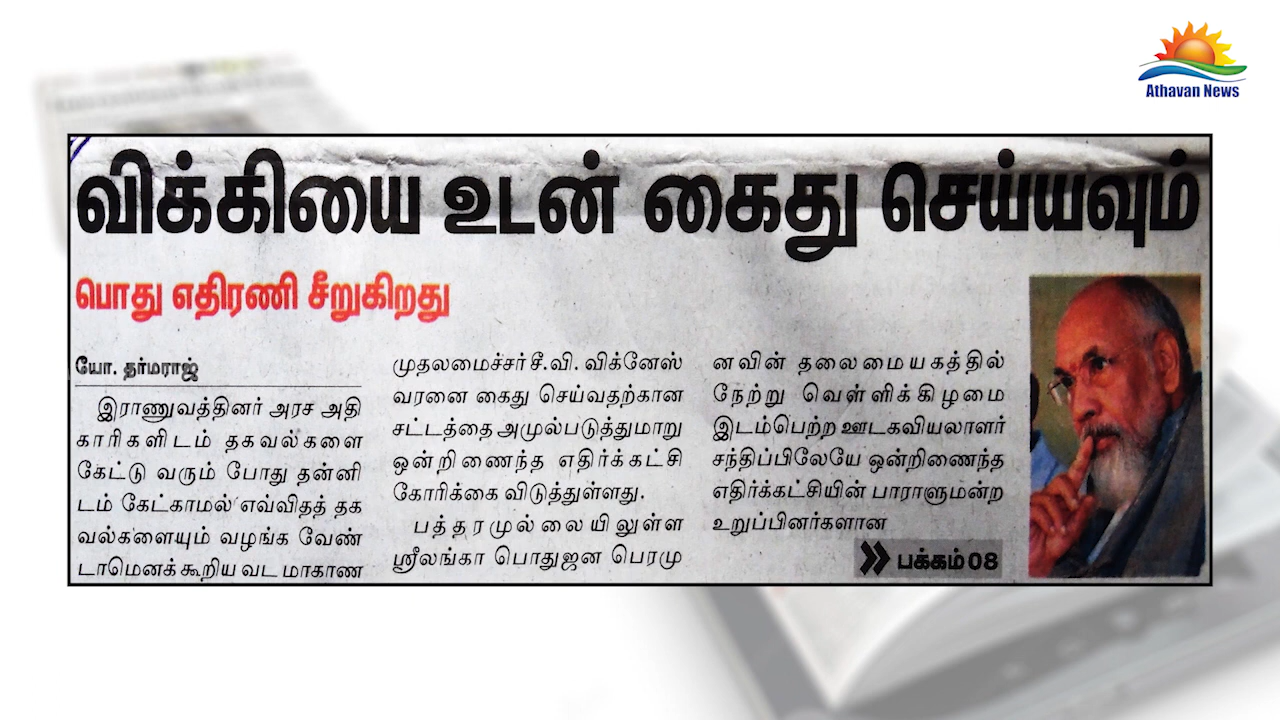 Athavan News
விக்கியை உடன் கைது செய்யவும்
பொது எதிரணி சீறுகிறது
யோ. தர்மராஜ்
இராணுவத்தினர் அரச அதி
காரிகளிடம் தகவல்களை
கேட்டு வரும் போது தன்னி
டம் கேட்காமல் எவ்வித தக
வல்களையும் வழங்க வேண்
டாமெனக் கூறிய வட மாகாண
முதலமைச்சர் சீ.வி. விக்னேஸ்
வரனை கைது செய்வதற்கான
சட்டத்தை அமுல்படுத்துமாறு
ஒன்றிணைந்த எதிர்க்கட்சி
கோரிக்கை விடுத்துள்ளது.
பத்தரமுல்லையிலுள்ள
ஸ்ரீலங்கா பொதுஜன பெரமு
னவின் தலைமையகத்தில்
நேற்று வெள்ளிக்கிழமை
இடம்பெற்ற ஊடகவியலாளர்
சந்திப்பிலேயே ஒன்றிணைந்த
எதிர்க்கட்சியின் பாராளுமன்ற
உறுப்பினர்களான
பக்கம் 08